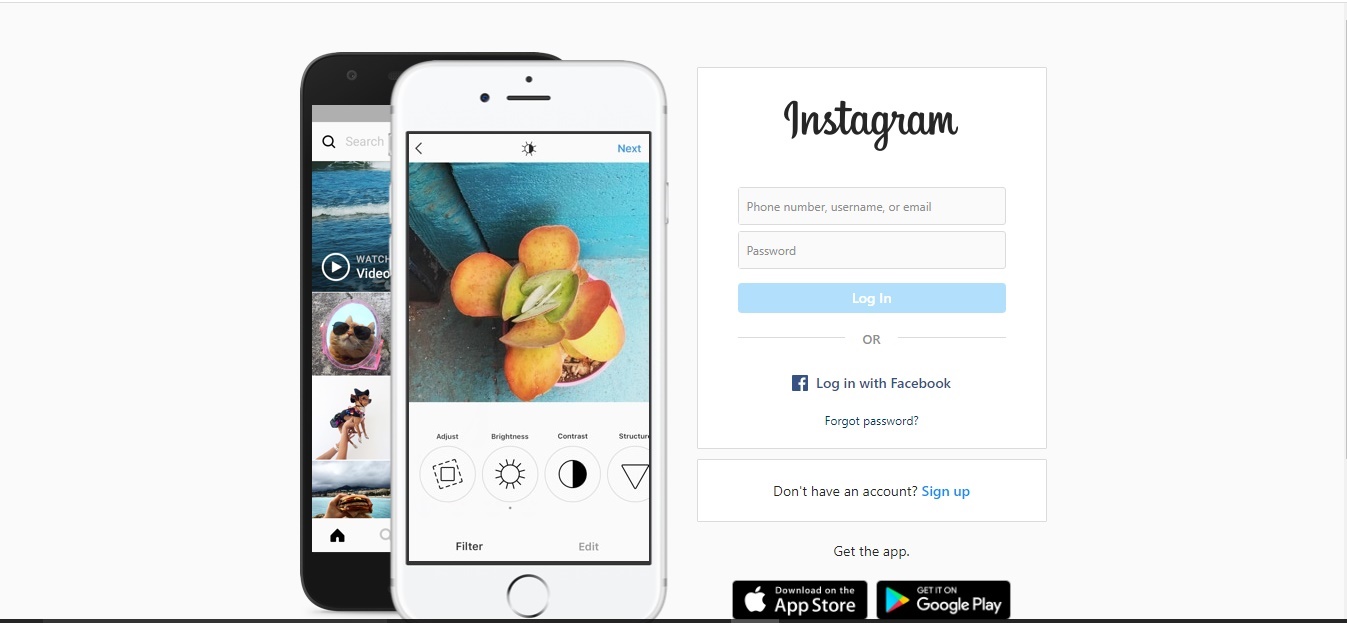 Search
WATCH
Video
Next
Adjust
Brightness
Contrast
Structure
Filter
Edit
Instagram
Phone number, username, or email
Password
Log In
OR
Log in with Facebook
Forgot password?
Don't have an account? Sign up
Get the app.
Download on the
App Store
GET IT ON
Google Play